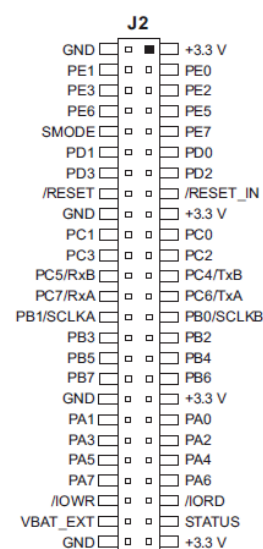 J2
GND +3.3 V
PE1 PE0
PE3 PE2
PE6 PE5
SMODE PE7
PD1 PD0
PD3 PD2
/RESET /RESET_IN
GND +3.3 V
PC1 PC0
PC3 PC2
PC5/RxB PC4/TxB
PC7/RxA PC6/TxA
PB1/SCLKA PB0/SCLKB
PB3 PB2
PB5 PB4
PB7 PB6
GND +3.3 V
PA1 PA0
PA3 PA2
PA5 PA4
PA7 PA6
/IOWR /IORD
VBAT_EXT STATUS
GND +3.3 V